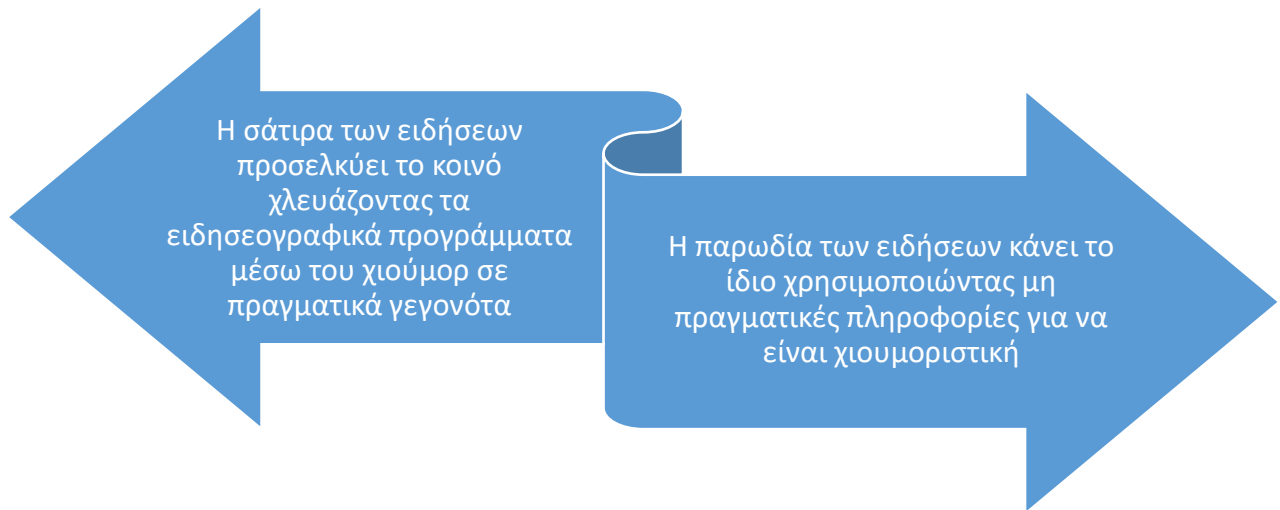 Η σάτιρα των ειδήσεων
προσελκύει το κοινό
χλευάζοντας τα
ειδησεογραφικά προγράμματα
μέσω του χιούμορ σε
πραγματικά γεγονότα
Η παρωδία των ειδήσεων κάνει το
ίδιο χρησιμοποιώντας μη
πραγματικές πληροφορίες για να
είναι χιουμοριστική